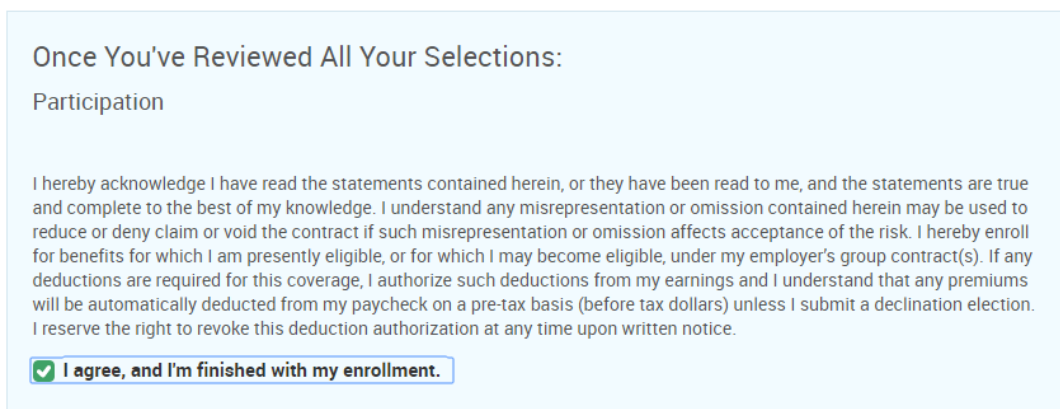 Once You've Reviewed All Your Selections:
Participation
I hereby acknowledge I have read the statements contained herein, or they have been read to me, and the statements are true
and complete to the best of my knowledge. I understand any misrepresentation or omission contained herein may be used to
reduce or deny claim or void the contract if such misrepresentation or omission affects acceptance of the risk. I hereby enroll
for benefits for which I am presently eligible, or for which I may become eligible, under my employer's group contract(s). If any
deductions are required for this coverage, I authorize such deductions from my earnings and I understand that any premiums
will be automatically deducted from my paycheck on a pre-tax basis (before tax dollars) unless I submit a declination election.
I reserve the right to revoke this deduction authorization at any time upon written notice.
I agree, and I'm finished with my enrollment.